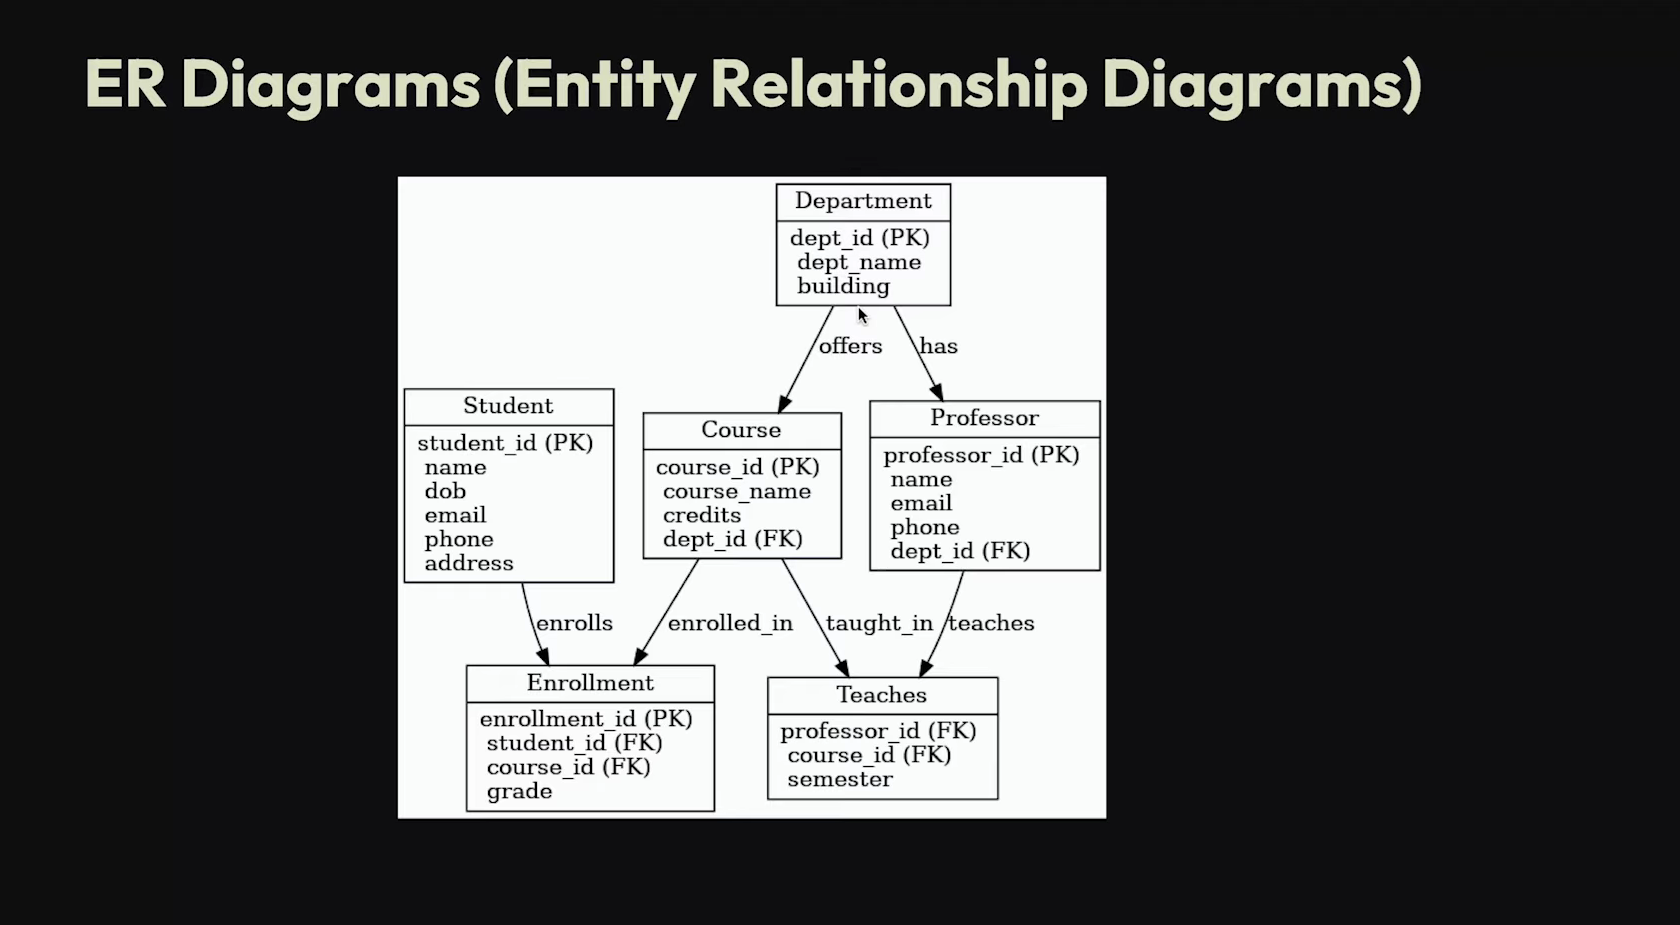 ER Diagrams (Entity Relationship Diagrams)
Department
dept_id (PK)
dept_name
building
offers
has
Student
student_id (PK)
name
dob
email
phone
address
Course
course_id (PK)
course_name
credits
dept_id (FK)
Professor
professor_id (PK)
name
email
phone
dept_id (FK)
enrolls
enrolled_in
taught_in
teaches
Enrollment
enrollment_id (PK)
student_id (FK)
course_id (FK)
grade
Teaches
professor_id (FK)
course_id (FK)
semester